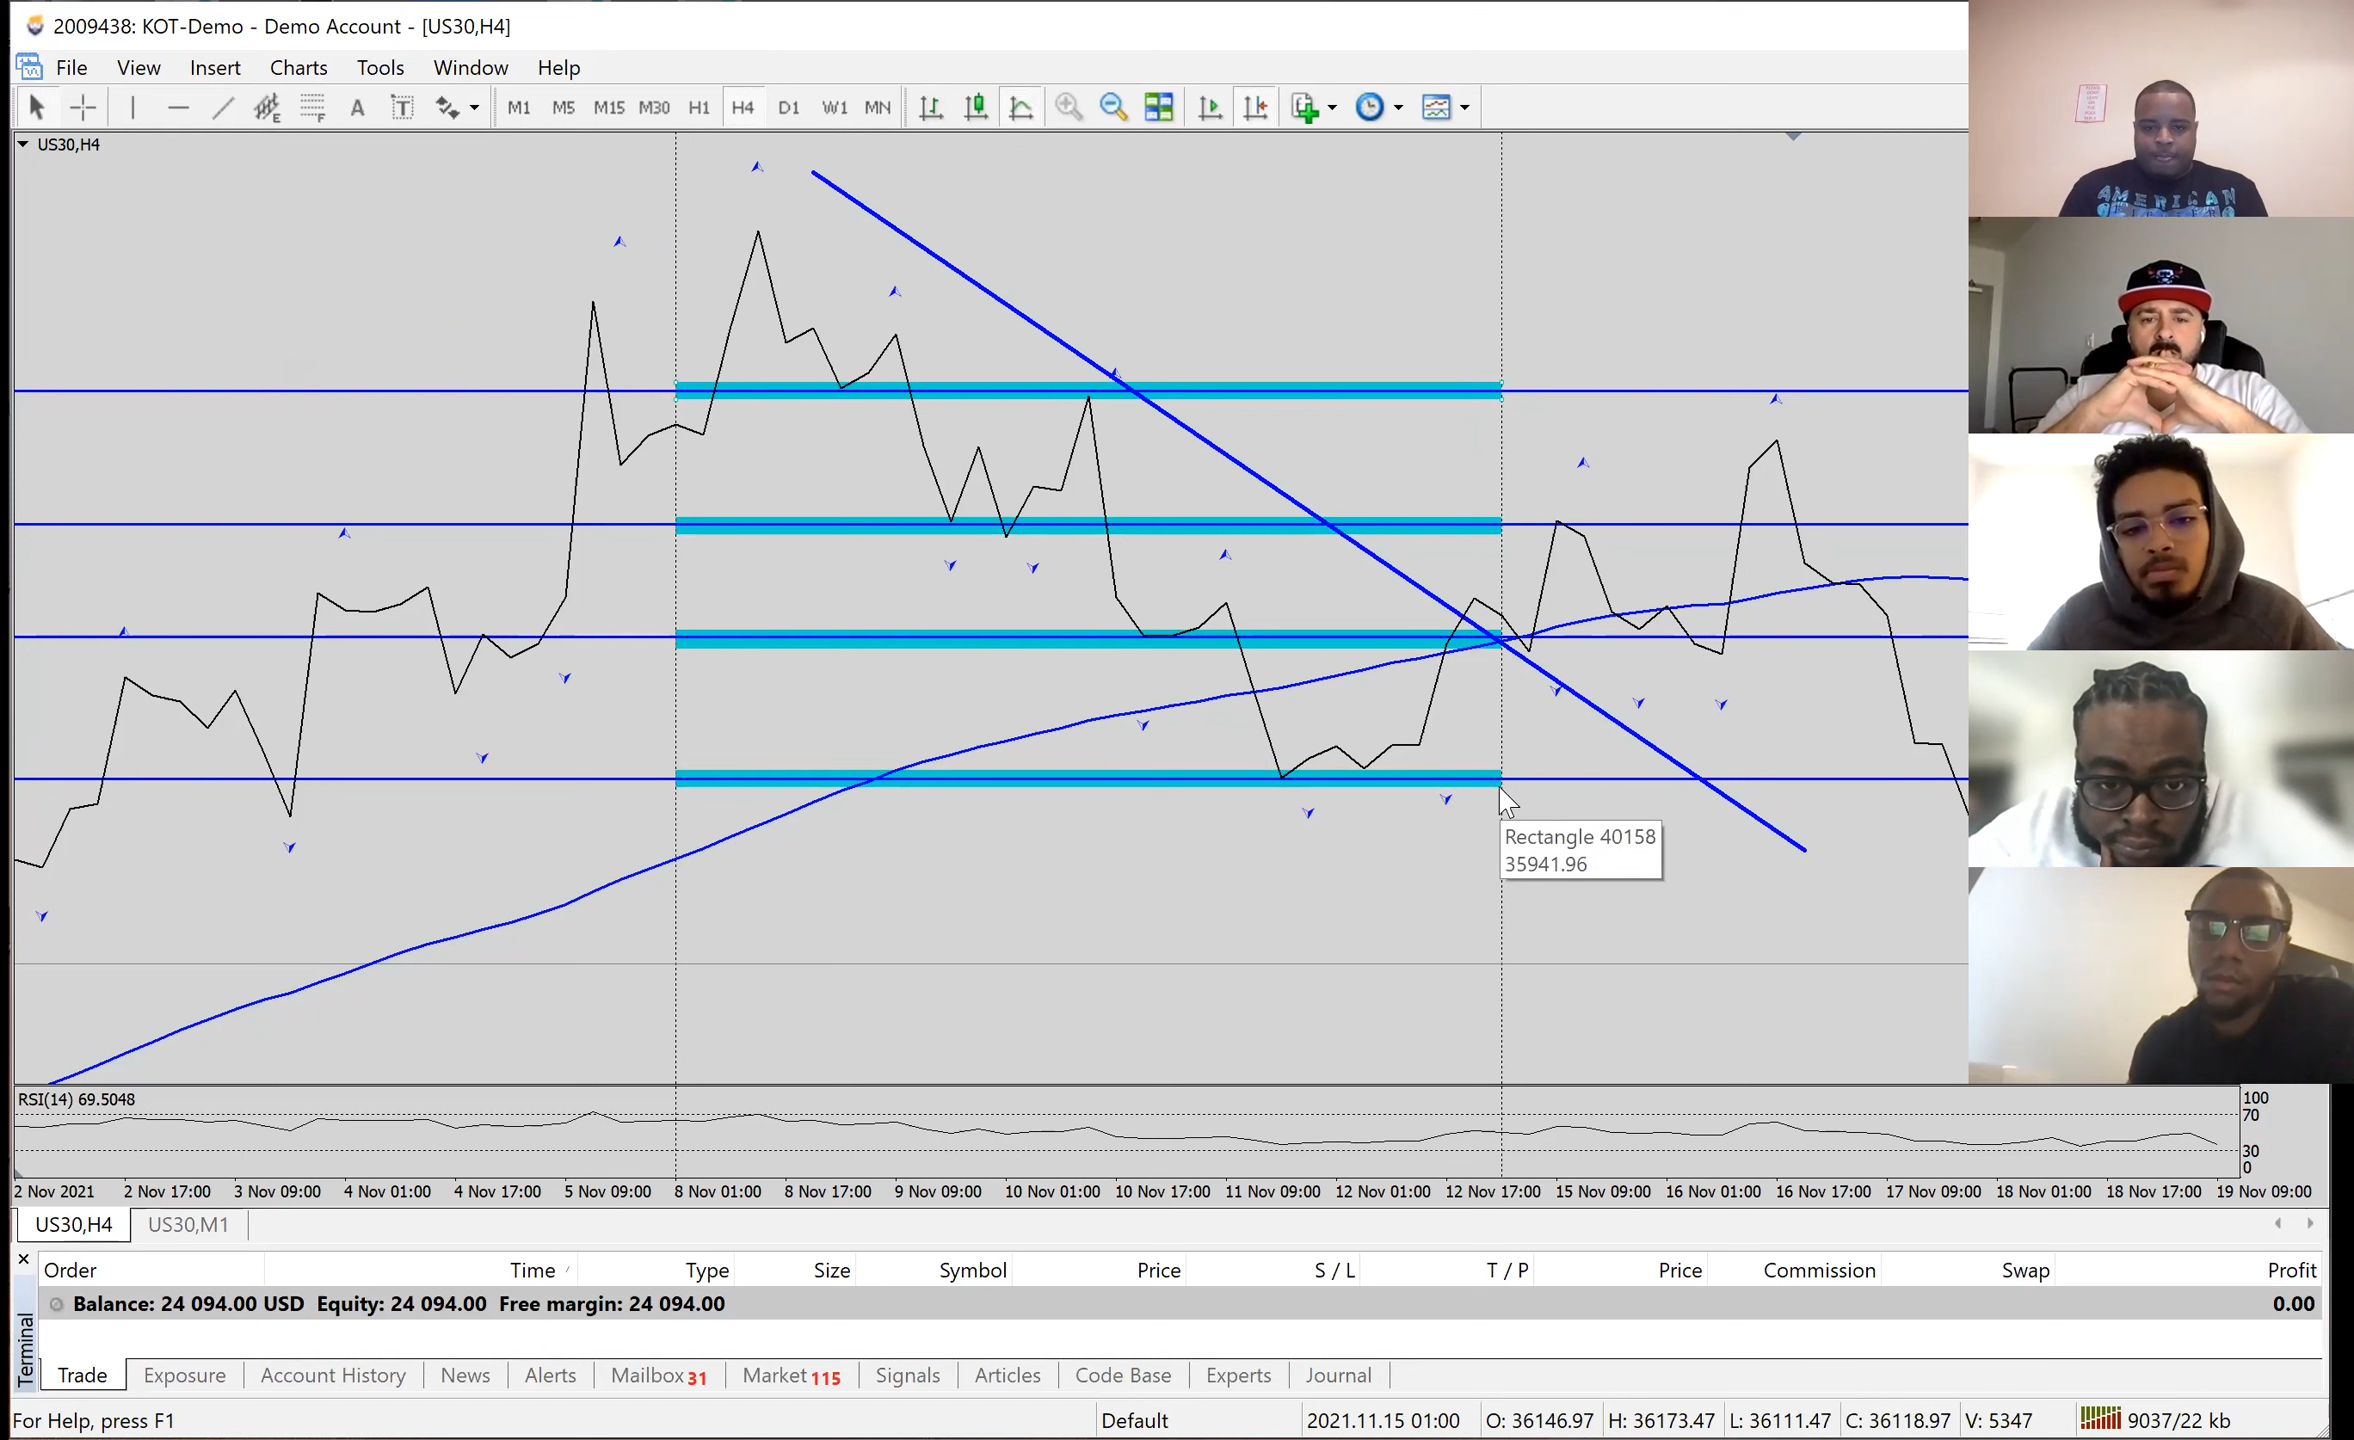 2009438: KOT-Demo - Demo Account - [US30,H4]
File View Insert Charts Tools Window Help
M1 M5 M15 M30 H1 H4 D1 W1 MN
US30,H4
AMERICAN
Rectangle 40158
35941.96
RSI(14) 69.5048
100
70
30
0
2 Nov 2021 2 Nov 17:00 3 Nov 09:00 4 Nov 01:00 4 Nov 17:00 5 Nov 09:00 8 Nov 01:00 8 Nov 17:00 9 Nov 09:00 10 Nov 01:00 10 Nov 17:00 11 Nov 09:00 12 Nov 01:00 12 Nov 17:00 15 Nov 09:00 16 Nov 01:00 16 Nov 17:00 17 Nov 09:00 18 Nov 01:00 18 Nov 17:00 19 Nov 09:00
US30,H4 US30,M1
Order Time Type Size Symbol Price S / L T / P Price Commission Swap Profit
Balance: 24 094.00 USD Equity: 24 094.00 Free margin: 24 094.00 0.00
Terminal
Trade Exposure Account History News Alerts Mailbox 31 Market 115 Signals Articles Code Base Experts Journal
For Help, press F1 Default 2021.11.15 01:00 O: 36146.97 H: 36173.47 L: 36111.47 C: 36118.97 V: 5347 9037/22 kb